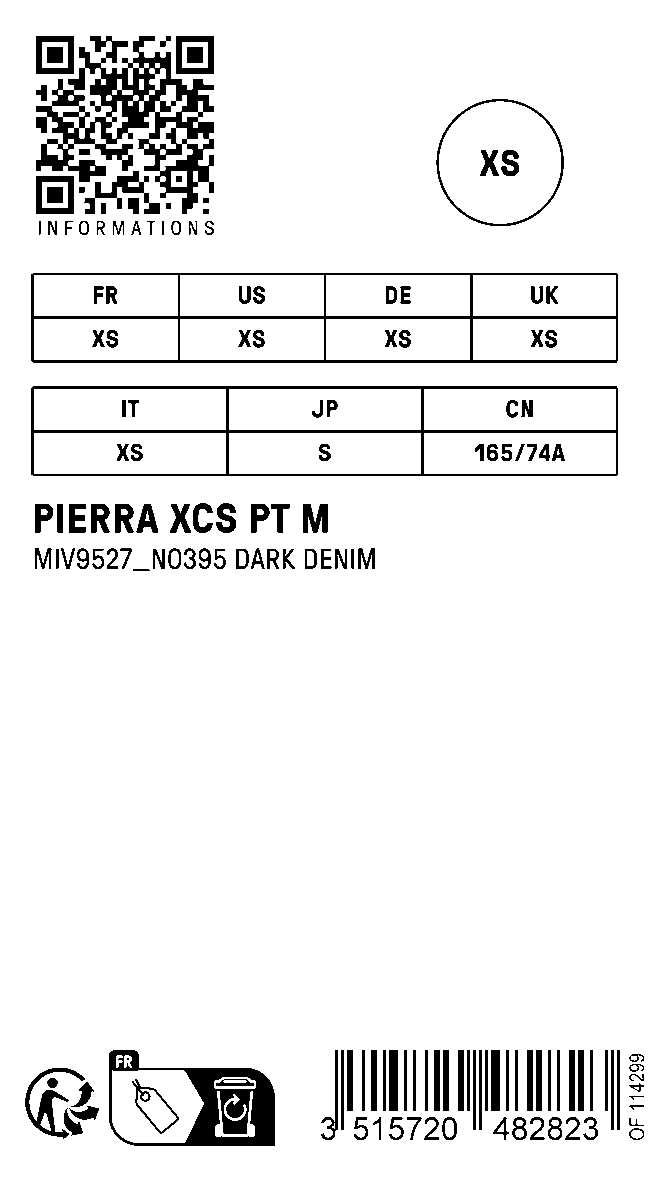 INFORMATIONS
XS
FR US DE UK
XS XS XS XS
IT JP CN
XS S 165/74A
PIERRA XCS PT M
MIV9527_N0395 DARK DENIM
FR
3 515720 482823
OF 114299